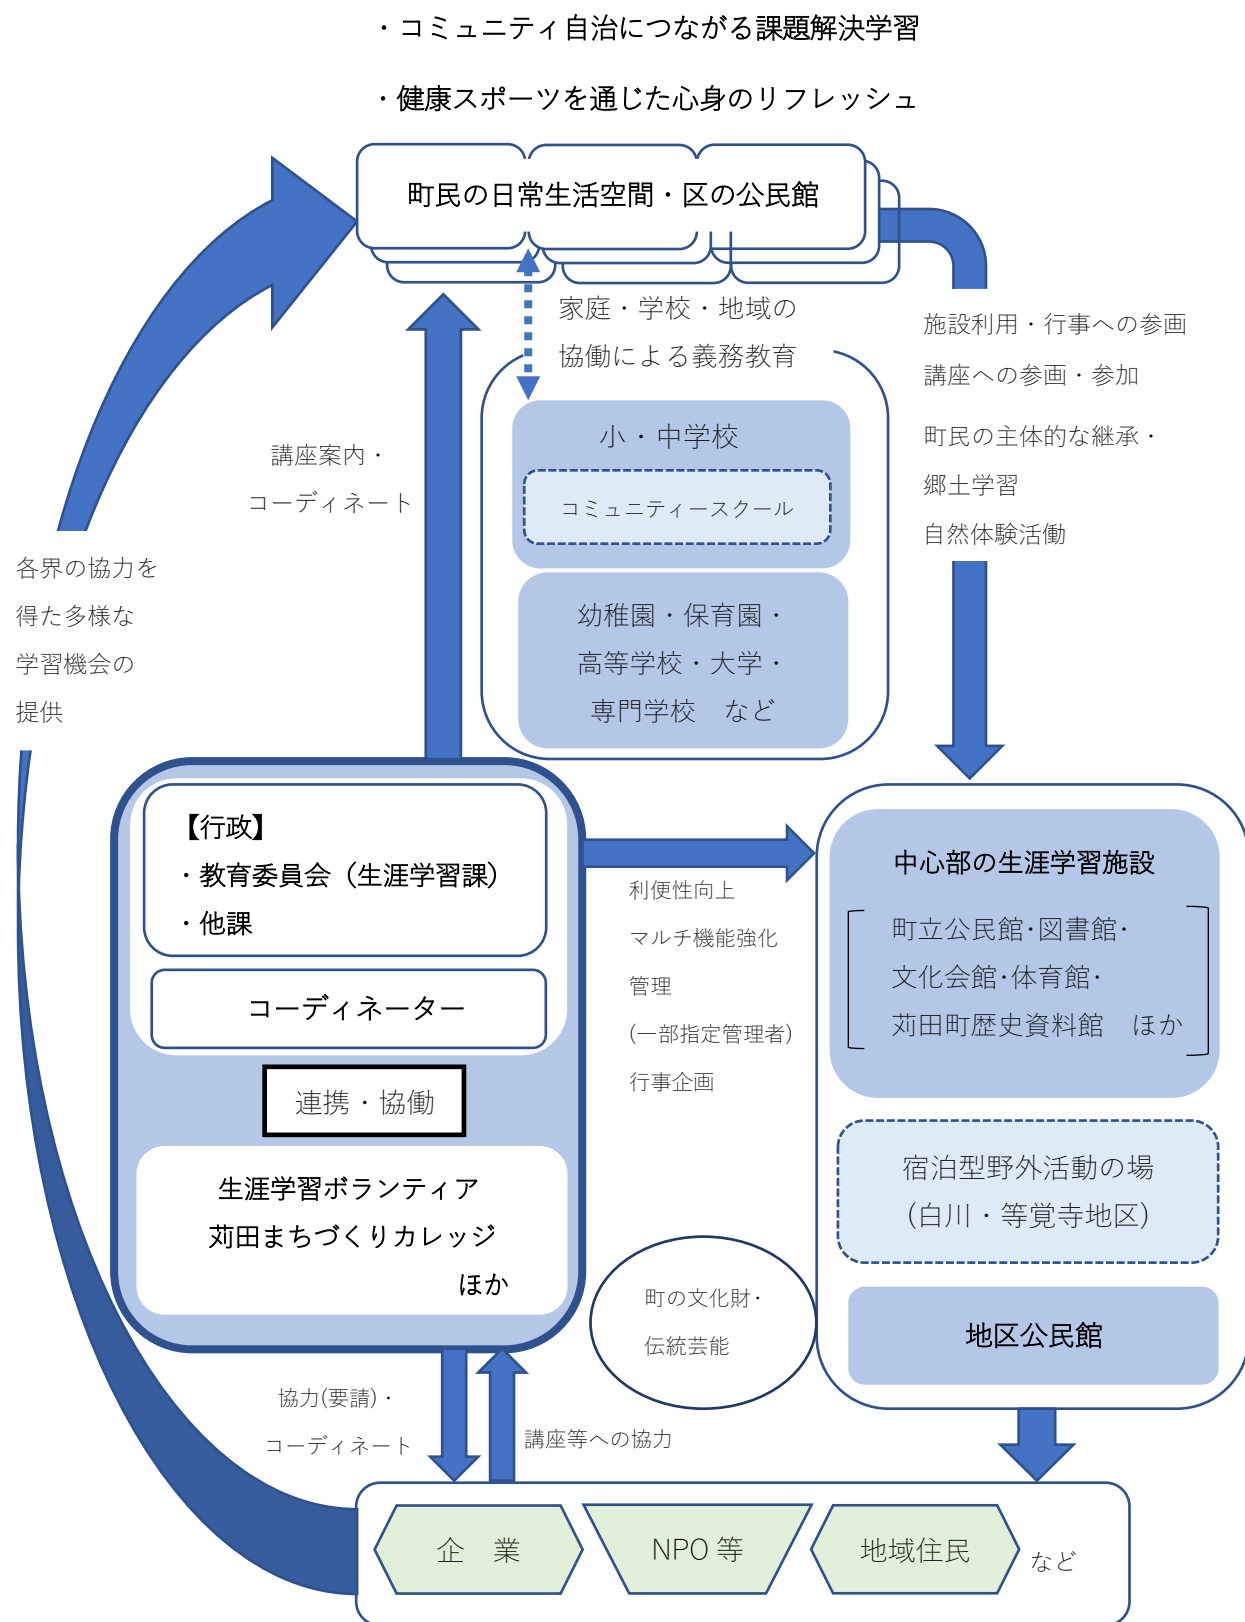 ・コミュニティ自治につながる課題解決学習
・健康スポーツを通じた心身のリフレッシュ
町民の日常生活空間・区の公民館
家庭・学校・地域の
協働による義務教育
施設利用・行事への参画
講座への参画・参加
町民の主体的な継承・
郷土学習
自然体験活働
小・中学校
コミュニティースクール
講座案内・
コーディネート
各界の協力を
得た多様な
学習機会の
提供
幼稚園・保育園・
高等学校・大学・
専門学校　など
【行政】
・教育委員会（生涯学習課）
・他課
コーディネーター
連携・協働
生涯学習ボランティア
苅田まちづくりカレッジ
ほか
利便性向上
マルチ機能強化
管理
(一部指定管理者)
行事企画
中心部の生涯学習施設
町立公民館･図書館･
文化会館･体育館･
苅田町歴史資料館　ほか
宿泊型野外活動の場
（白川・等覚寺地区）
地区公民館
町の文化財･
伝統芸能
協力(要請)･
コーディネート
講座等への協力
企　業
NPO 等
地域住民
など